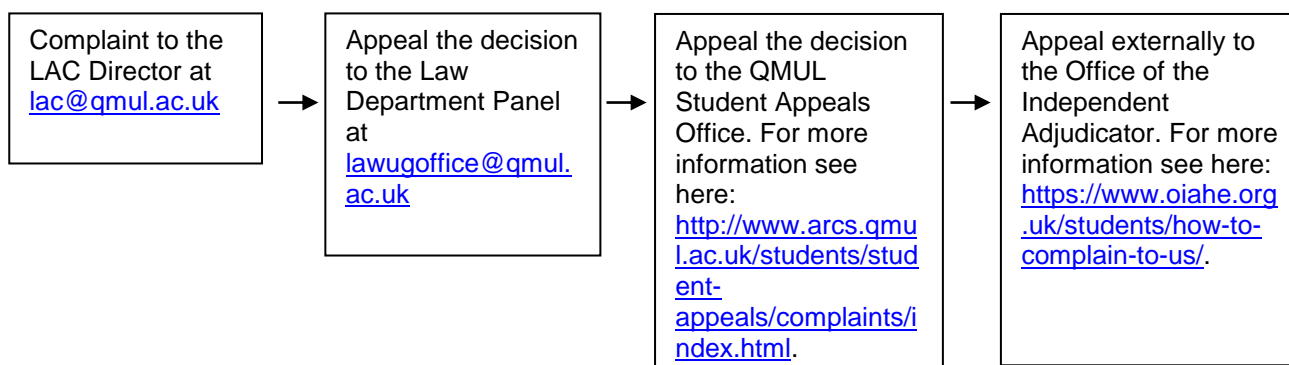 Complaint to the
LAC Director at
lac@qmul.ac.uk
Appeal the decision
to the Law
Department Panel
at
lawugoffice@qmul.
ac.uk
Appeal the decision
to the QMUL
Student Appeals
Office. For more
information see
here:
http://www.arcs.qmu
l.ac.uk/students/stud
ent-
appeals/complaints/i
ndex.html.
Appeal externally to
the Office of the
Independent
Adjudicator. For more
information see here:
https://www.oiahe.org
.uk/students/how-to-
complain-to-us/.